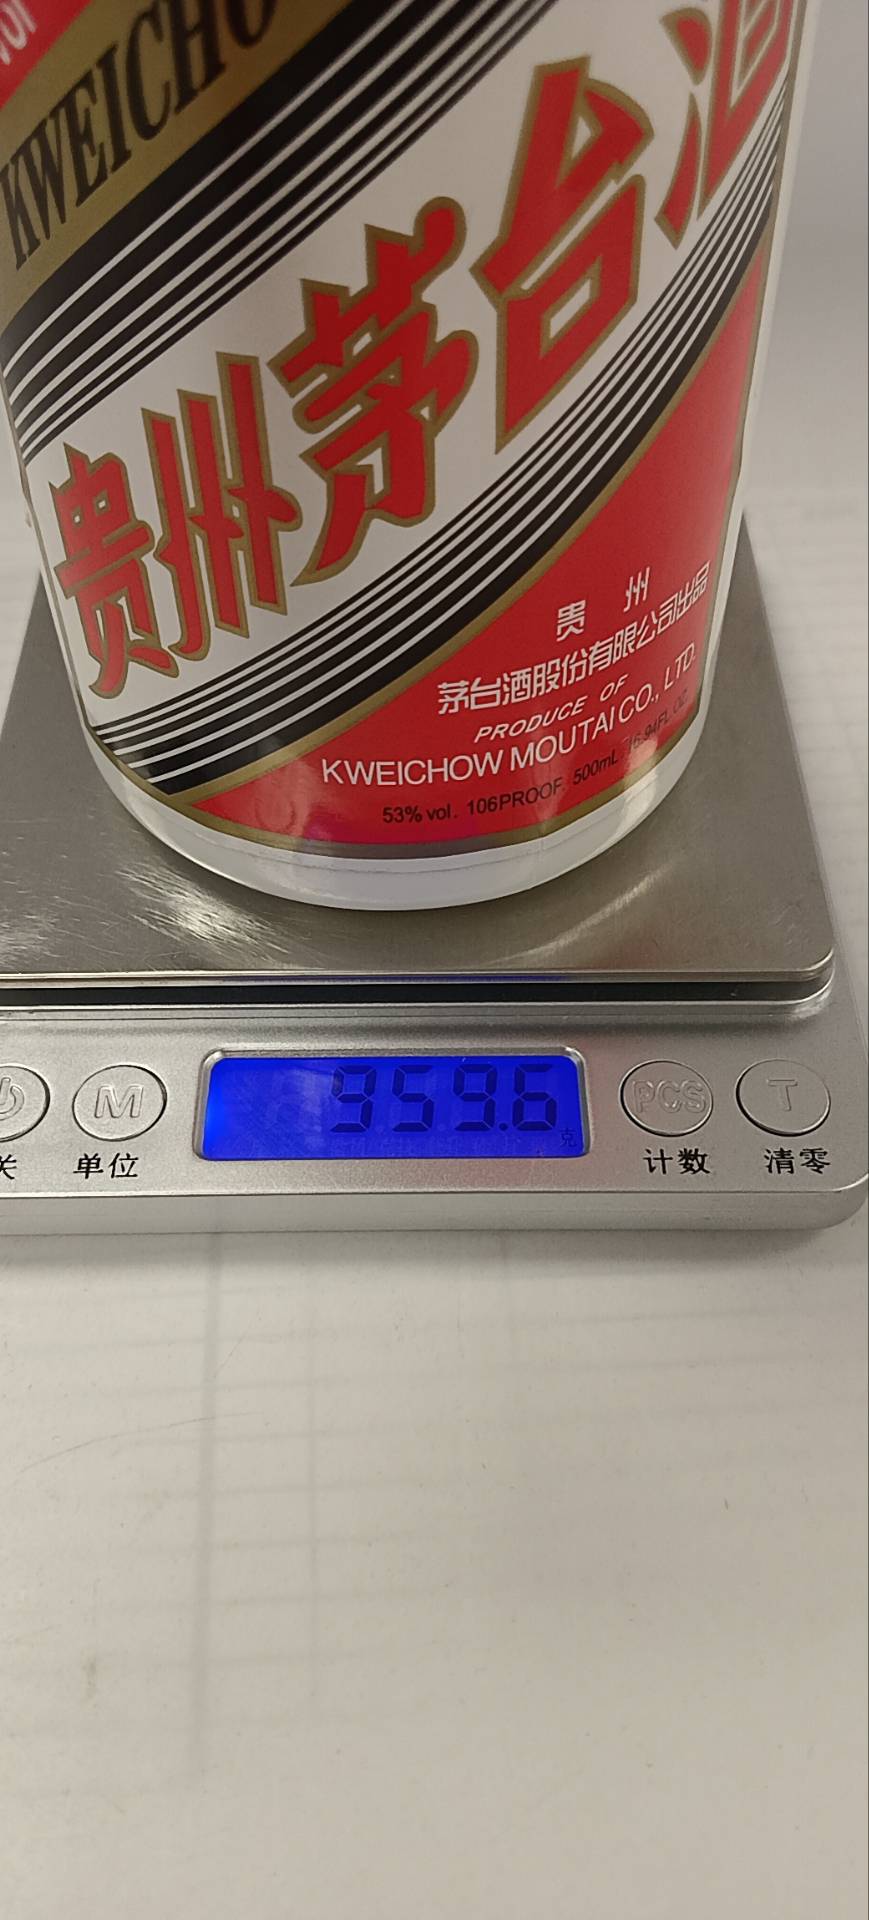 KWEICHO
贵州茅台酒
贵 州
茅台酒股份有限公司出品
PRODUCE OF
KWEICHOW MOUTAI CO., LTD.
53% vol. 106PROOF 500mL 16.94FL.OZ.
959.6 克
M
PCS
T
关
单位
计数
清零